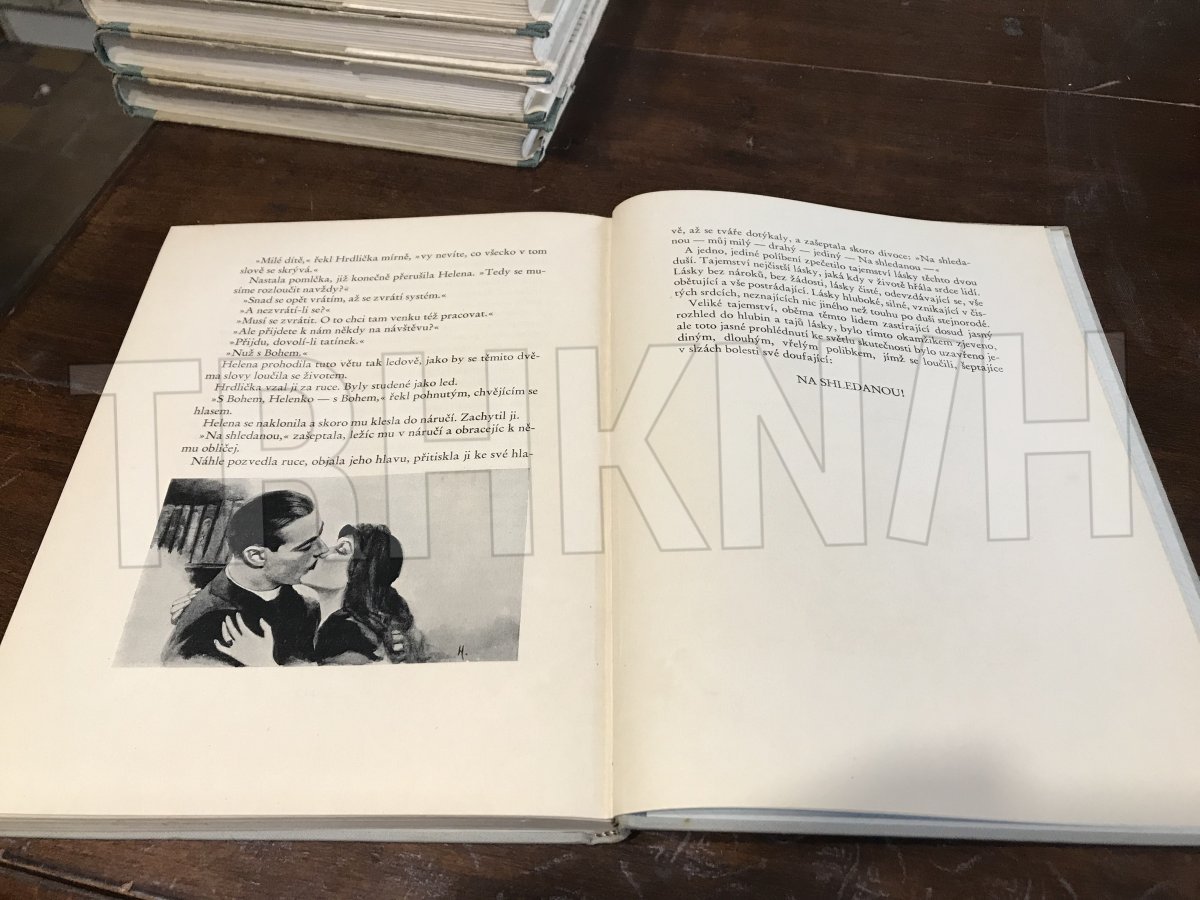 »Milé dítě,« řekl Hrdlička mírně, »vy nevíte, co všecko v tom
slově se skrývá.«
Nastala pomlčka, již konečně přerušila Helena. »Tedy se mu-
síme rozloučit navždy?«
»Snad se opět vrátím, až se zvrátí systém.«
»A nezvrátí-li se?«
»Musí se zvrátit. O to chci tam venku též pracovat.«
»Ale přijdete k nám někdy na návštěvu?«
»Přijdu, dovolí-li tatínek.«
»Nuž s Bohem.«
Helena prohodila tuto větu tak ledově, jako by se těmito dvě-
ma slovy loučila se životem.
Hrdlička vzal ji za ruce. Byly studené jako led.
»S Bohem, Helenko — s Bohem,« řekl pohnutým, chvějícím se
hlasem.
Helena se naklonila a skoro mu klesla do náručí. Zachytil ji.
»Na shledanou,« zašeptala, ležíc mu v náručí a obracejíc k ně-
mu obličej.
Náhle pozvedla ruce, objala jeho hlavu, přitiskla ji ke své hla-
H.
vě, až se tváře dotýkaly, a zašeptala skoro divoce: »Na shleda-
nou — můj milý — drahý — jediný — Na shledanou —«
A jedno, jediné políbení zpečetilo tajemství lásky těchto dvou
duší. Tajemství nejčistší lásky, jaká kdy v životě hřála srdce lidí.
Lásky bez nároků, bez žádosti, lásky čisté, odevzdávající se, vše
obětující a vše postrádající. Lásky hluboké, silné, vznikající v čis-
tých srdcích, neznajících nic jiného než touhu po duši stejnorodé.
Veliké tajemství, oběma těmto lidem zastírající dosud jasný
rozhled do hlubin a tajů lásky, bylo tímto okamžikem zjeveno,
ale toto jasné prohlédnutí ke světlu skutečnosti bylo uzavřeno je-
diným, dlouhým, vřelým polibkem, jímž se loučili, šeptajíce
v slzách bolesti své doufající:
NA SHLEDANOU!
TRHKNIH